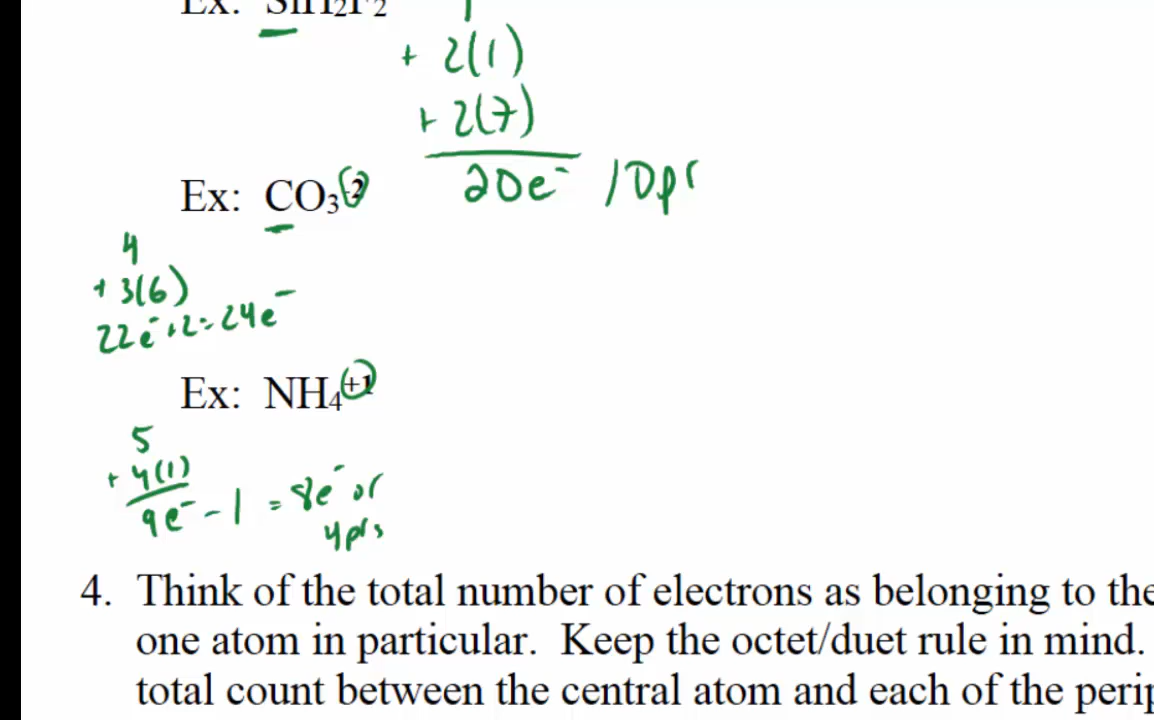 Ex: SiH₂F₂
+ 2(1)
+ 2(7)
20e⁻ 10pr
Ex: CO₃⁻²
4
+ 3(6)
22e⁻+2=24e⁻
Ex: NH₄⁺¹
5
+ 4(1)
9e⁻ - 1 = 8e⁻ or
4prs
4. Think of the total number of electrons as belonging to the
one atom in particular. Keep the octet/duet rule in mind.
total count between the central atom and each of the perip